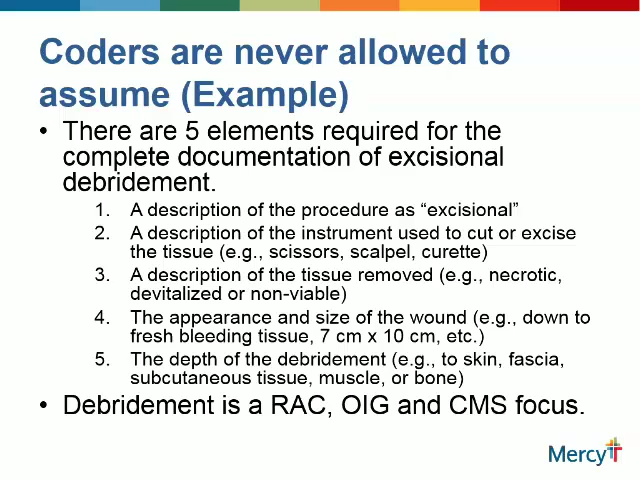 Coders are never allowed to
assume (Example)
• There are 5 elements required for the
complete documentation of excisional
debridement.
1. A description of the procedure as “excisional”
2. A description of the instrument used to cut or excise
the tissue (e.g., scissors, scalpel, curette)
3. A description of the tissue removed (e.g., necrotic,
devitalized or non-viable)
4. The appearance and size of the wound (e.g., down to
fresh bleeding tissue, 7 cm x 10 cm, etc.)
5. The depth of the debridement (e.g., to skin, fascia,
subcutaneous tissue, muscle, or bone)
• Debridement is a RAC, OIG and CMS focus.
Mercy